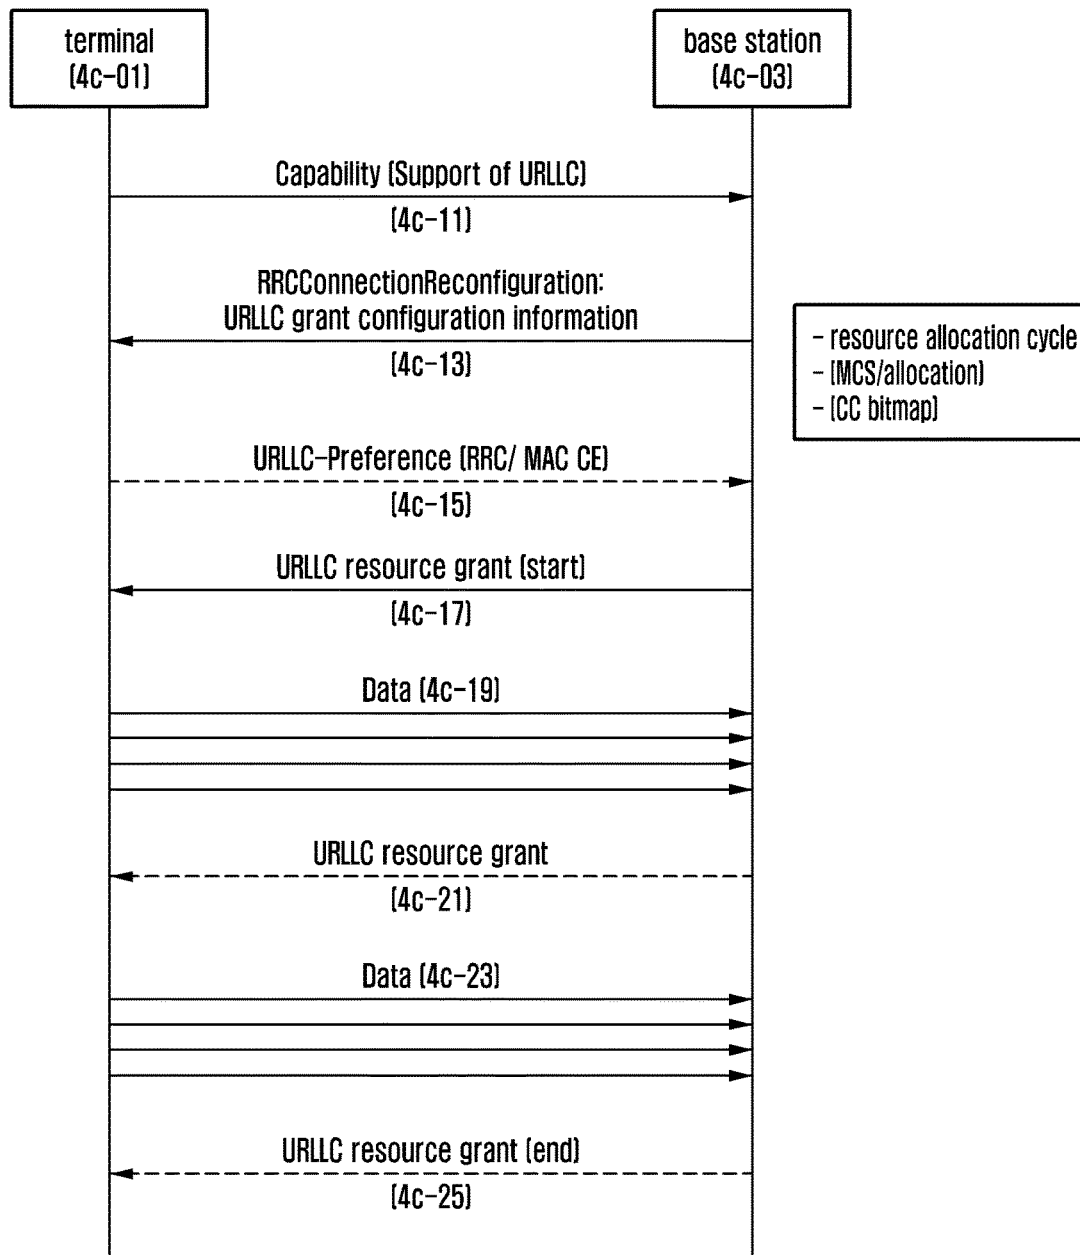 terminal
(4c-01)
base station
(4c-03)
Capability (Support of URLLC)
(4c-11)
RRCConnectionReconfiguration:
URLLC grant configuration information
(4c-13)
- resource allocation cycle
- (MCS/allocation)
- (CC bitmap)
URLLC-Preference (RRC/ MAC CE)
(4c-15)
URLLC resource grant (start)
(4c-17)
Data (4c-19)
URLLC resource grant
(4c-21)
Data (4c-23)
URLLC resource grant (end)
(4c-25)